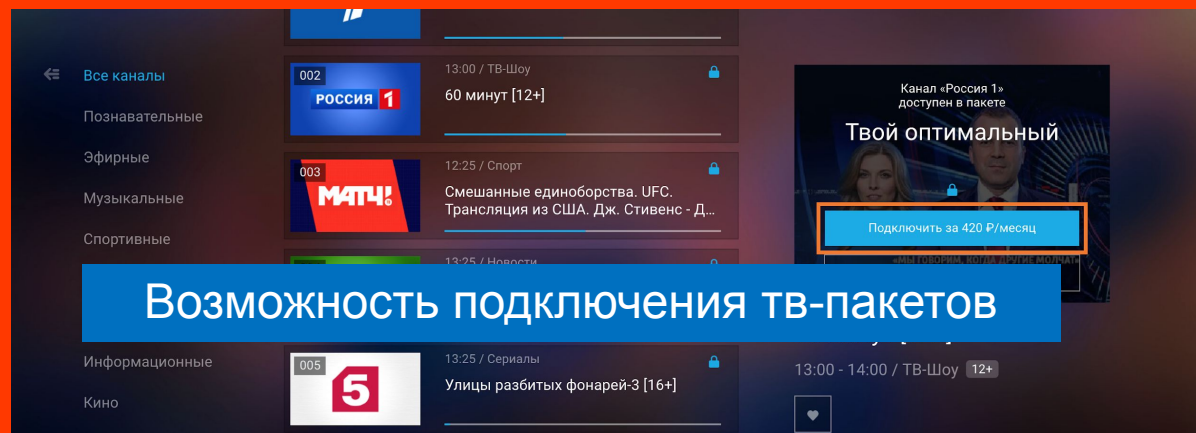 Все каналы
Познавательные
Эфирные
Музыкальные
Спортивные
Информационные
Кино
002
РОССИЯ 1
13:00 / ТВ-Шоу
60 минут [12+]
003
МАТЧ!
12:25 / Спорт
Смешанные единоборства. UFC.
Трансляция из США. Дж. Стивенс - Д...
13:25 / Новости
005
5
13:25 / Сериалы
Улицы разбитых фонарей-3 [16+]
Канал «Россия 1»
доступен в пакете
Твой оптимальный
Подключить за 420 ₽/месяц
«МЫ ГОВОРИМ, КОГДА ДРУГИЕ МОЛЧАТ»
Возможность подключения тв-пакетов
13:00 - 14:00 / ТВ-Шоу 12+